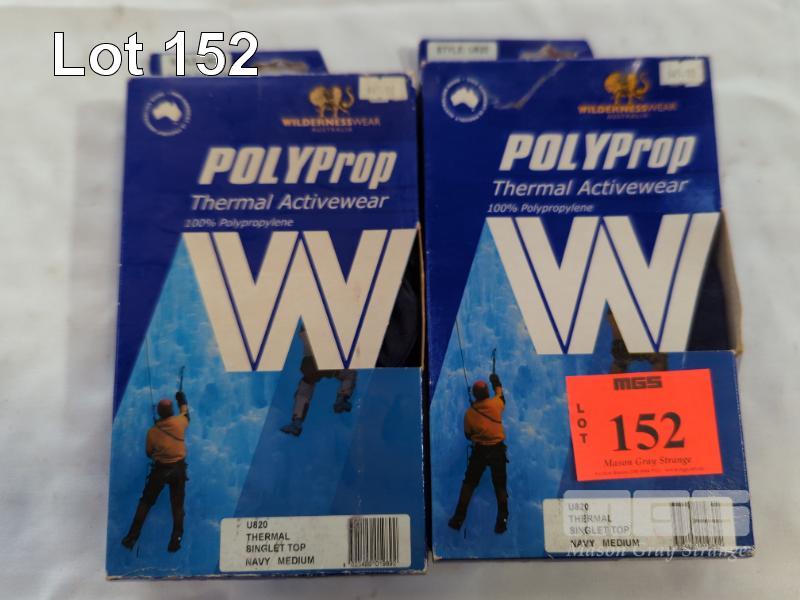 Lot 152
WILDERNESSWEAR
AUSTRALIA
POLYProp
Thermal Activewear
100% Polypropylene
W
U820
THERMAL
SINGLET TOP
NAVY MEDIUM
STYLE: U820
WILDERNESSWEAR
AUSTRALIA
POLYProp
Thermal Activewear
100% Polypropylene
W
MGS
LOT
152
Mason Gray Strange
U820
THERMAL
SINGLET TOP
NAVY MEDIUM
MGS
Mason Gray Strange